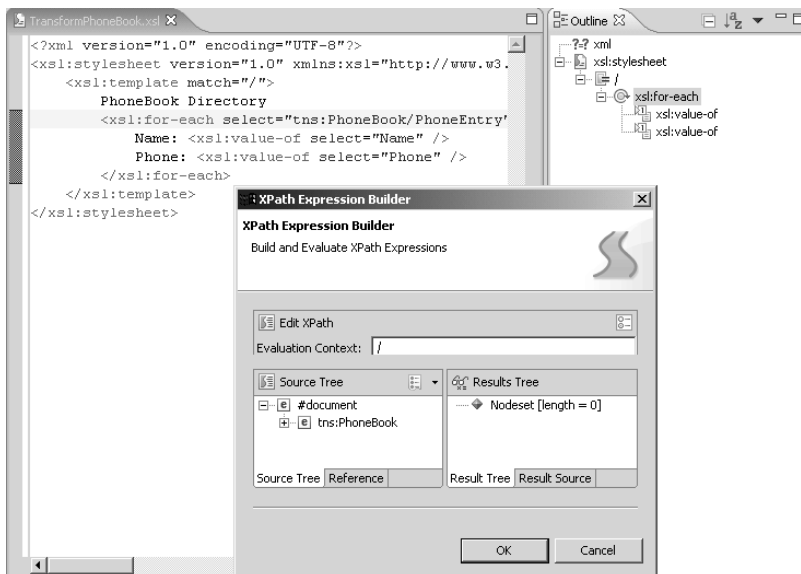 TransformPhoneBook.xsl
<?xml version="1.0" encoding="UTF-8"?>
<xsl:stylesheet version="1.0" xmlns:xsl="http://www.w3.
<xsl:template match="/">
PhoneBook Directory
<xsl:for-each select="tns:PhoneBook/PhoneEntry"
Name: <xsl:value-of select="Name" />
Phone: <xsl:value-of select="Phone" />
</xsl:for-each>
</xsl:template>
</xsl:stylesheet>
Outline
?=? xml
xsl:stylesheet
/
xsl:for-each
xsl:value-of
xsl:value-of
XPath Expression Builder
XPath Expression Builder
Build and Evaluate XPath Expressions
Edit XPath
Evaluation Context: /
Source Tree
#document
tns:PhoneBook
Source Tree Reference
Results Tree
Nodeset [length = 0]
Result Tree Result Source
OK Cancel